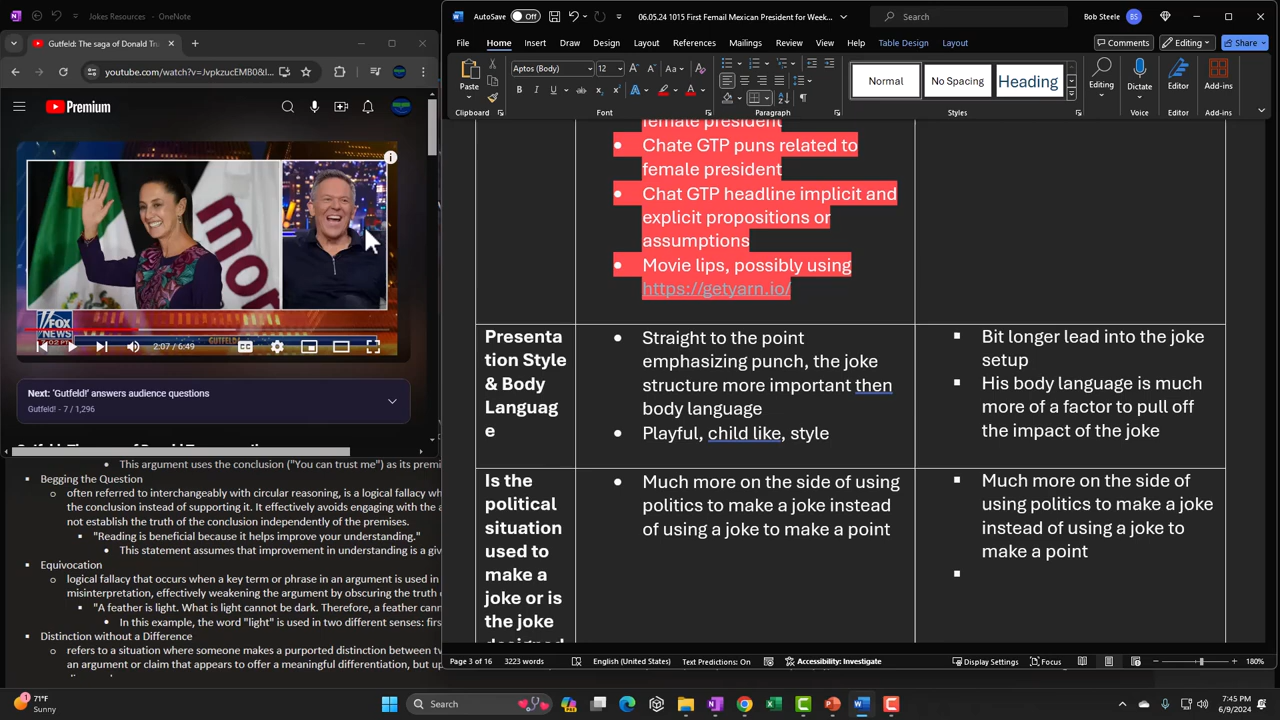 Jokes Resources - OneNote
Gutfeld: The saga of Donald Tru
youtube.com/watch?v=JvpkzucEMB0&l...
Premium
mor
FOX
NEWS
GUTFELD!
2:07 / 6:49
Next: 'Gutfeld!' answers audience questions
Gutfeld! - 7 / 1,296
This argument uses the conclusion ("You can trust me") as its premi
Begging the Question
often referred to interchangeably with circular reasoning, is a logical fallacy wh
the conclusion instead of supporting it. It effectively avoids engaging with the a
not establish the truth of the conclusion independently of the premises.
"Reading is beneficial because it helps improve your understanding."
This statement assumes that improvement in understanding is a giv
Equivocation
logical fallacy that occurs when a key term or phrase in an argument is used in
misinterpretation, effectively weakening the argument by obscuring the truth o
"A feather is light. What is light cannot be dark. Therefore, a feather canno
In this example, the word "light" is used in two different senses: first
Distinction without a Difference
refers to a situation where someone makes a purported distinction between tw
an argument or claim that appears to offer a meaningful differentiation, but up
AutoSave Off
06.05.24 1015 First Femail Mexican President for Week...
Search
Bob Steele BS
File Home Insert Draw Design Layout References Mailings Review View Help Table Design Layout
Comments Editing Share
Aptos (Body) 12
Paste
Normal No Spacing Heading
Editing Dictate Editor Add-ins
Clipboard Font Paragraph Styles Voice Add-ins
female president
Chate GTP puns related to
female president
Chat GTP headline implicit and
explicit propositions or
assumptions
Movie lips, possibly using
https://getyarn.io/
Presenta
tion Style
& Body
Languag
e
Straight to the point
emphasizing punch, the joke
structure more important then
body language
Playful, child like, style
Bit longer lead into the joke
setup
His body language is much
more of a factor to pull off
the impact of the joke
Is the
political
situation
used to
make a
joke or is
the joke
designed
Much more on the side of using
politics to make a joke instead
of using a joke to make a point
Much more on the side of
using politics to make a joke
instead of using a joke to
make a point
Page 3 of 16 3223 words English (United States) Text Predictions: On Accessibility: Investigate Display Settings Focus 180%
71°F
Sunny
Search
7:45 PM
6/9/2024